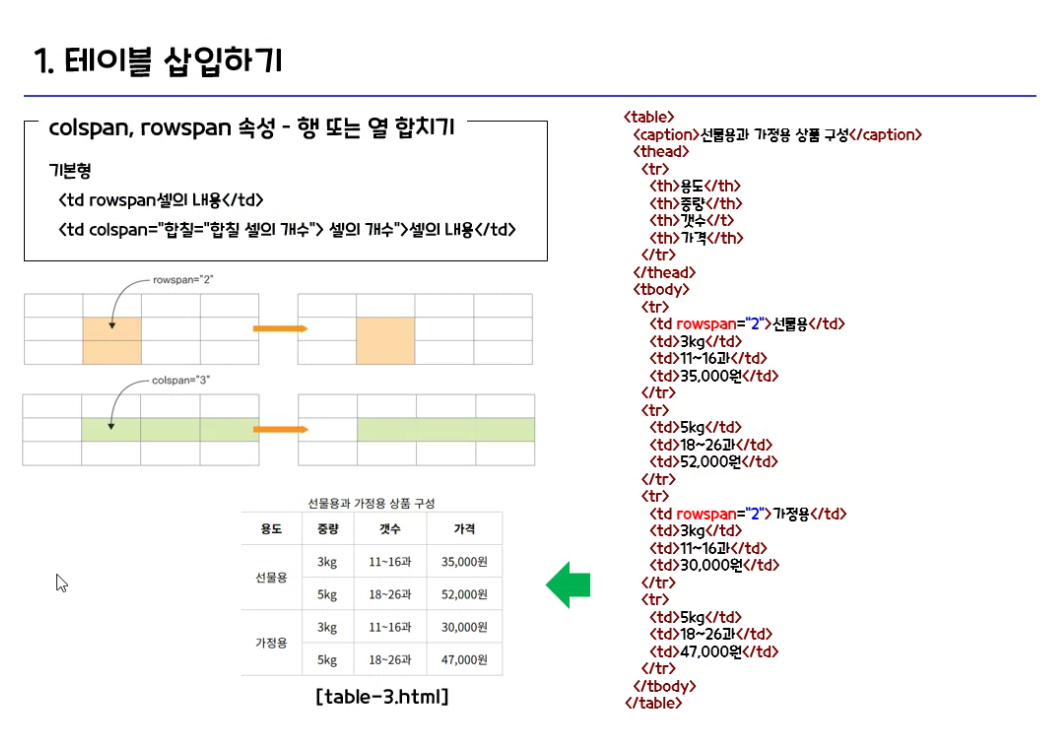 1. 테이블 삽입하기
colspan, rowspan 속성 - 행 또는 열 합치기
기본형
<td rowspan셀의 내용</td>
<td colspan="합칠="합칠 셀의 개수"> 셀의 개수">셀의 내용</td>
rowspan="2"
colspan="3"
선물용과 가정용 상품 구성
용도 중량 갯수 가격
선물용 3kg 11~16과 35,000원
5kg 18~26과 52,000원
가정용 3kg 11~16과 30,000원
5kg 18~26과 47,000원
[table-3.html]
<table>
<caption>선물용과 가정용 상품 구성</caption>
<thead>
<tr>
<th>용도</th>
<th>중량</th>
<th>갯수</t>
<th>가격</th>
</tr>
</thead>
<tbody>
<tr>
<td rowspan="2">선물용</td>
<td>3kg</td>
<td>11~16과</td>
<td>35,000원</td>
</tr>
<tr>
<td>5kg</td>
<td>18~26과</td>
<td>52,000원</td>
</tr>
<tr>
<td rowspan="2">가정용</td>
<td>3kg</td>
<td>11~16과</td>
<td>30,000원</td>
</tr>
<tr>
<td>5kg</td>
<td>18~26과</td>
<td>47,000원</td>
</tr>
</tbody>
</table>